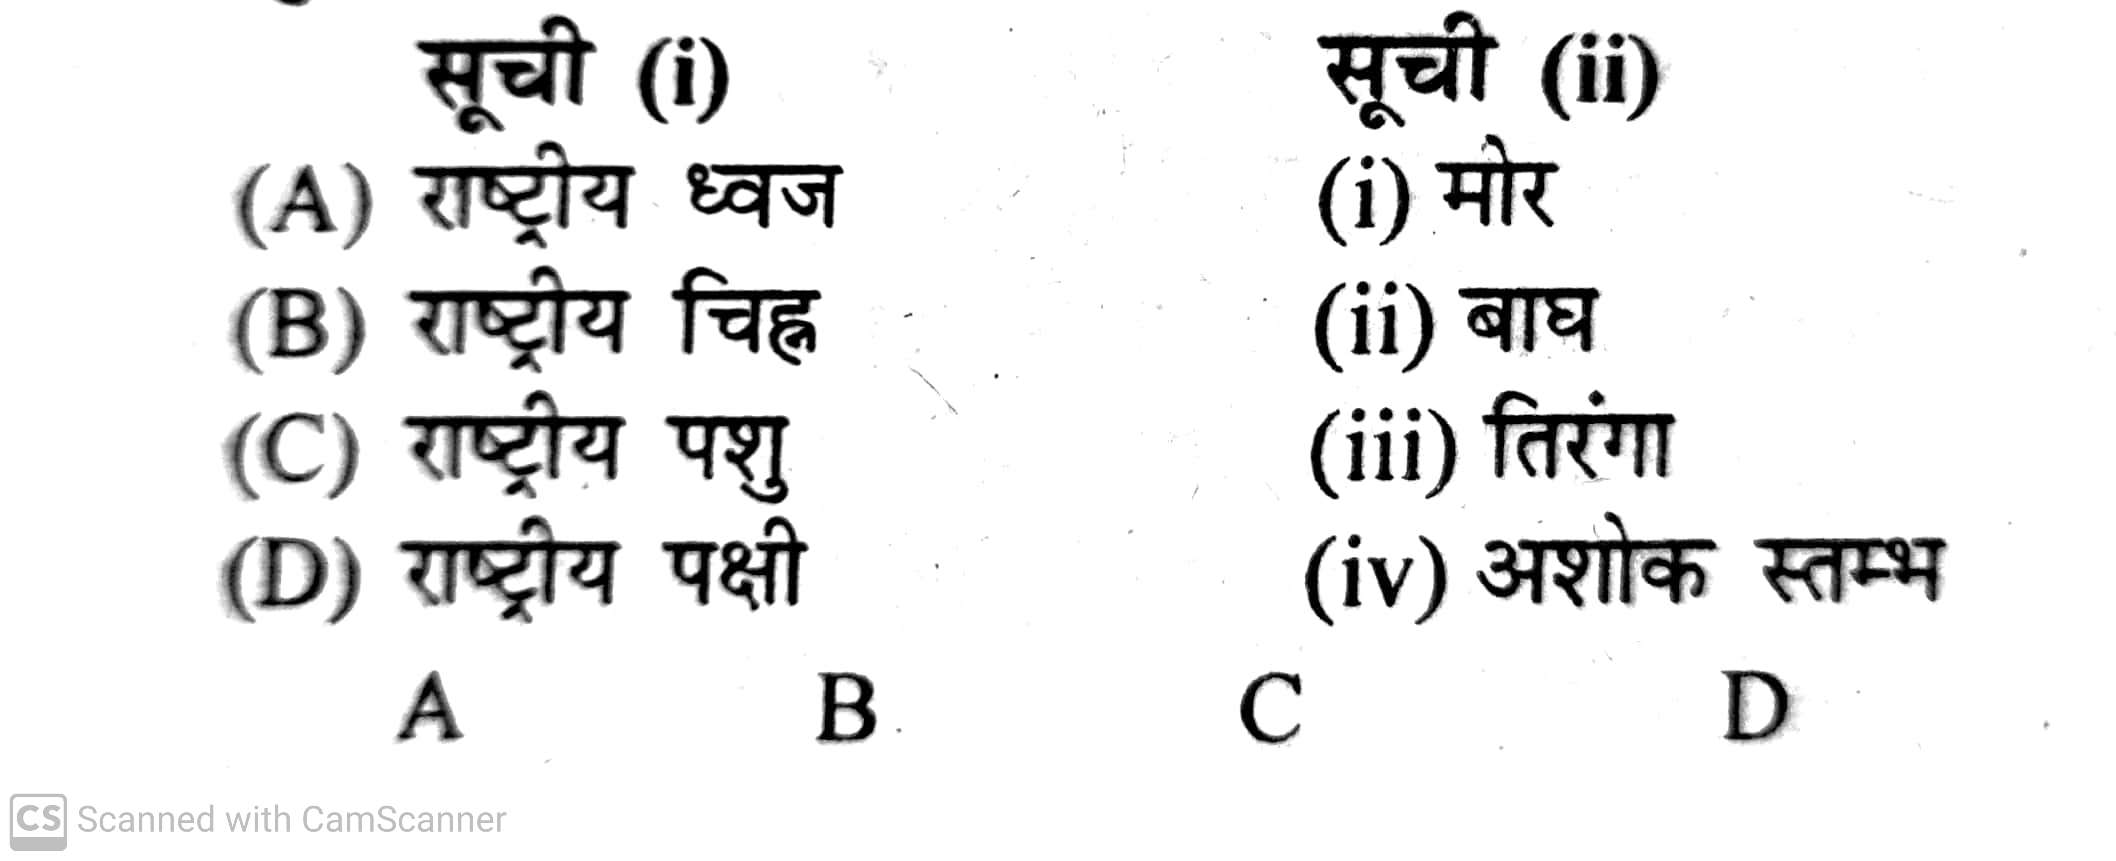 सूची (i) सूची (ii)
(A) राष्ट्रीय ध्वज (i) मोर
(B) राष्ट्रीय चिह्न (ii) बाघ
(C) राष्ट्रीय पशु (iii) तिरंगा
(D) राष्ट्रीय पक्षी (iv) अशोक स्तम्भ
A B C D
CS Scanned with CamScanner